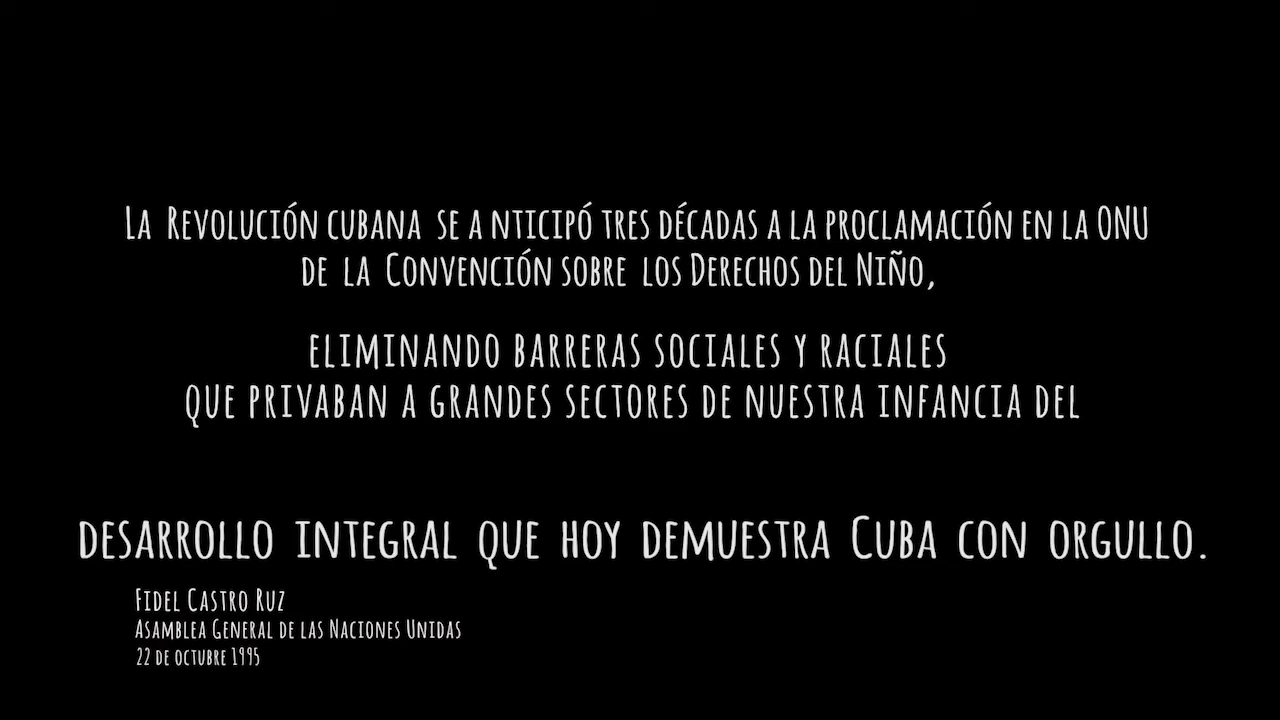 La Revolución cubana se a nticipó tres décadas a la proclamación en la ONU
de la Convención sobre los Derechos del Niño,
eliminando barreras sociales y raciales
que privaban a grandes sectores de nuestra infancia del
desarrollo integral que hoy demuestra Cuba con orgullo.
Fidel Castro Ruz
Asamblea General de las Naciones Unidas
22 de octubre 1995